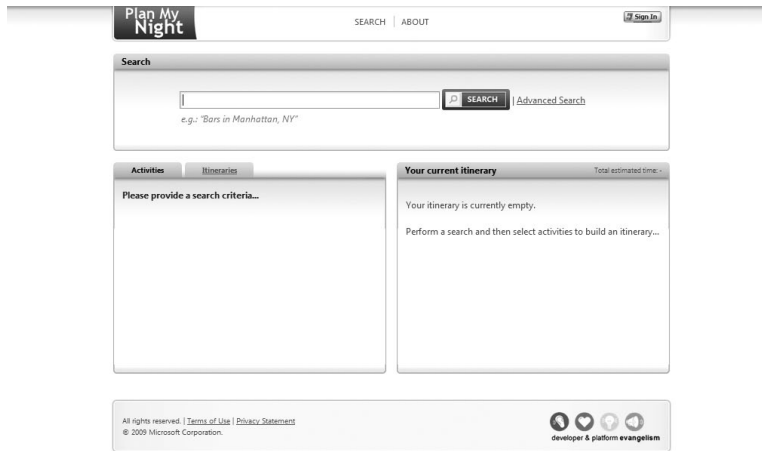 Plan My
Night
SEARCH | ABOUT
Sign In
Search
SEARCH | Advanced Search
e.g.: "Bars in Manhattan, NY"
Activities Itineraries
Please provide a search criteria...
Your current itinerary Total estimated time: -
Your itinerary is currently empty.
Perform a search and then select activities to build an itinerary...
All rights reserved. | Terms of Use | Privacy Statement
© 2009 Microsoft Corporation.
developer & platform evangelism